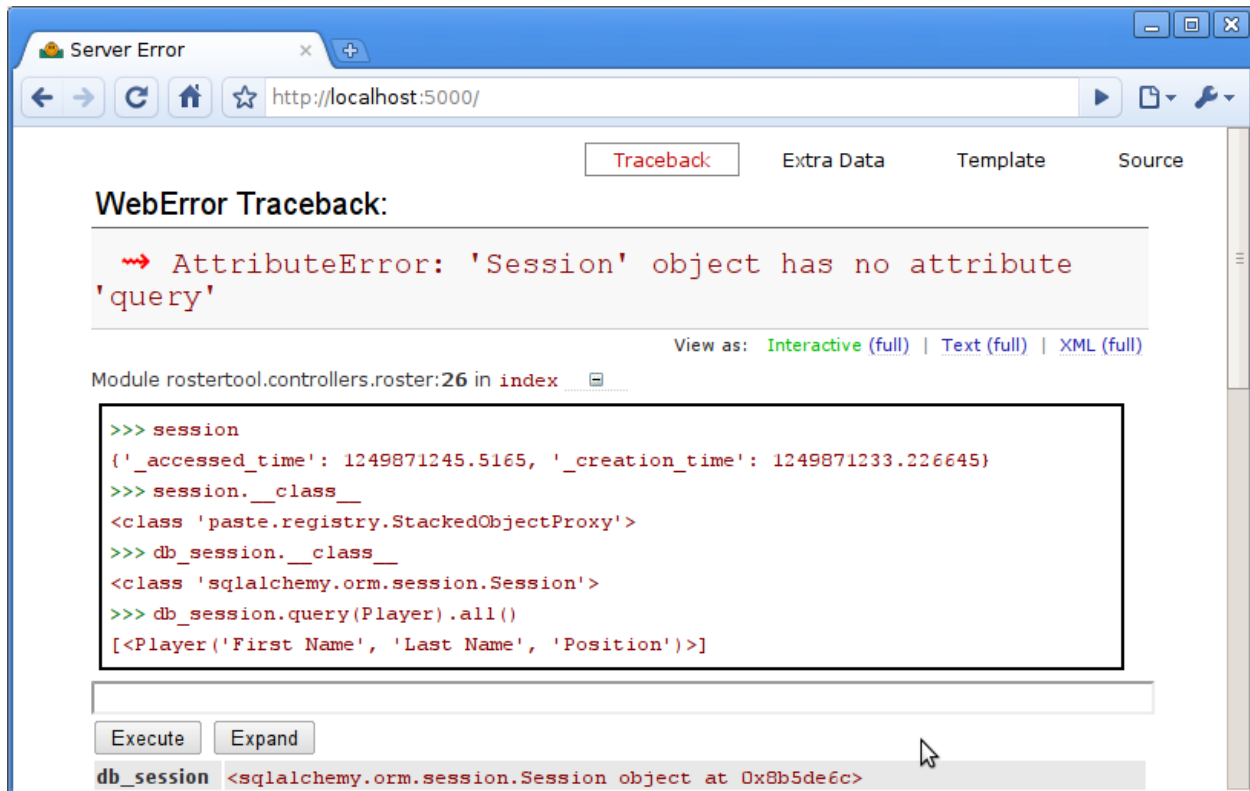 Server Error
http://localhost:5000/
Traceback Extra Data Template Source
WebError Traceback:
⇝ AttributeError: 'Session' object has no attribute
'query'
View as: Interactive (full) | Text (full) | XML (full)
Module rostertool.controllers.roster:26 in index
>>> session
{'_accessed_time': 1249871245.5165, '_creation_time': 1249871233.226645}
>>> session.__class__
<class 'paste.registry.StackedObjectProxy'>
>>> db_session.__class__
<class 'sqlalchemy.orm.session.Session'>
>>> db_session.query(Player).all()
[<Player('First Name', 'Last Name', 'Position')>]
Execute Expand
db_session <sqlalchemy.orm.session.Session object at 0x8b5de6c>